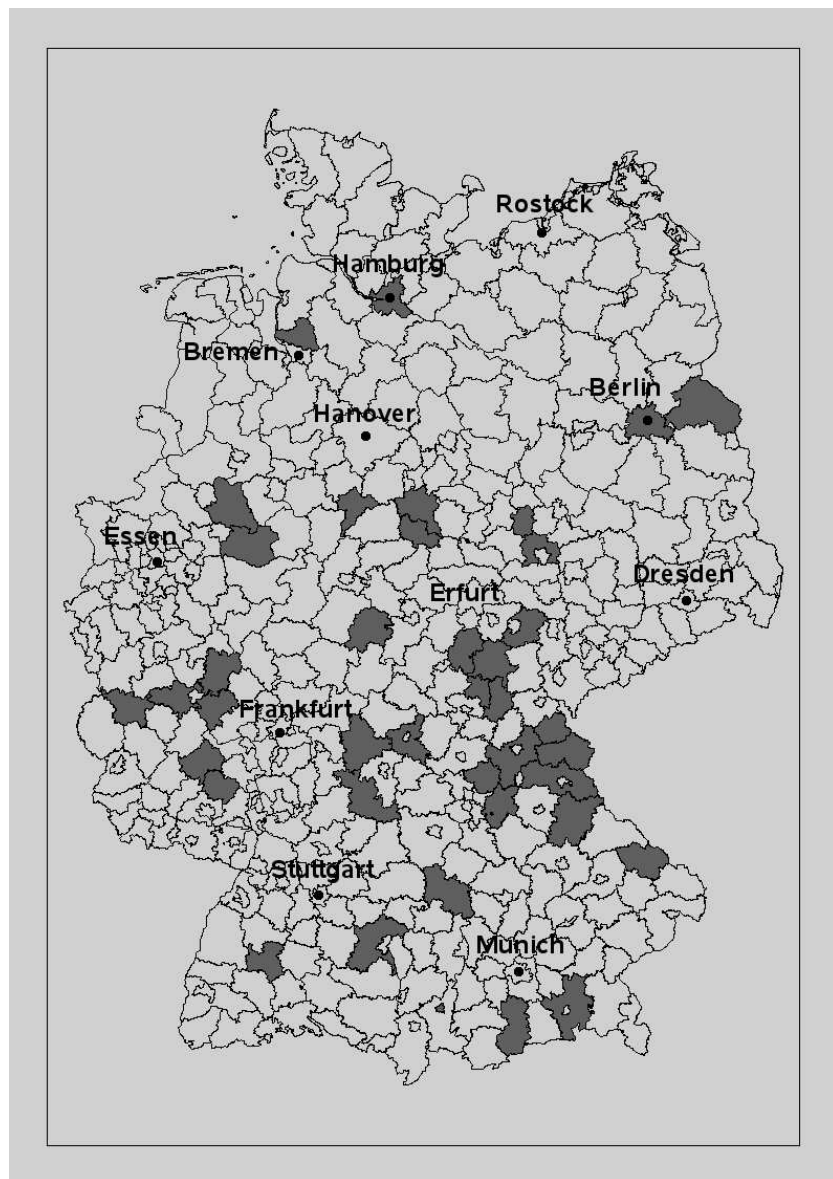 Rostock
Hamburg
Bremen
Berlin
Hanover
Essen
Dresden
Erfurt
Frankfurt
Stuttgart
Munich